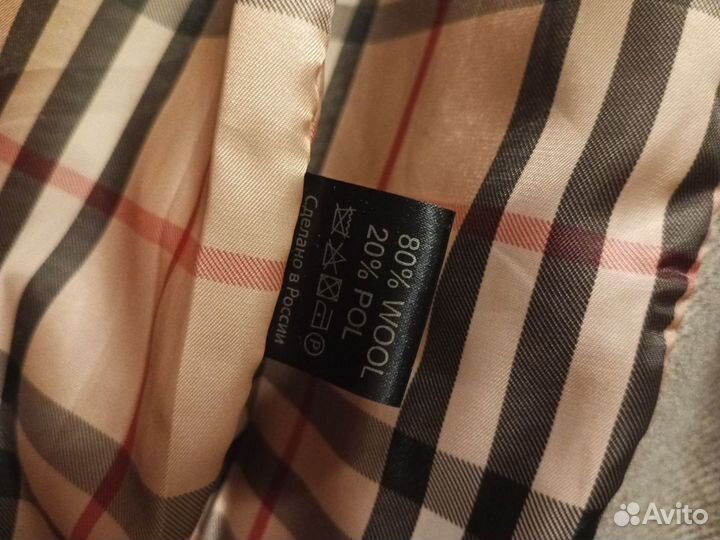 80% WOOL
20% POL
P
Сделано в России
Avito